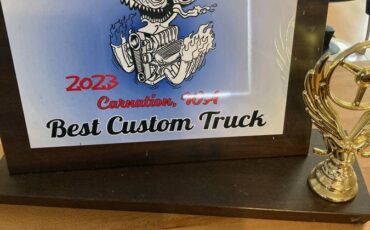 2023
Carnation, WA
Best Custom Truck